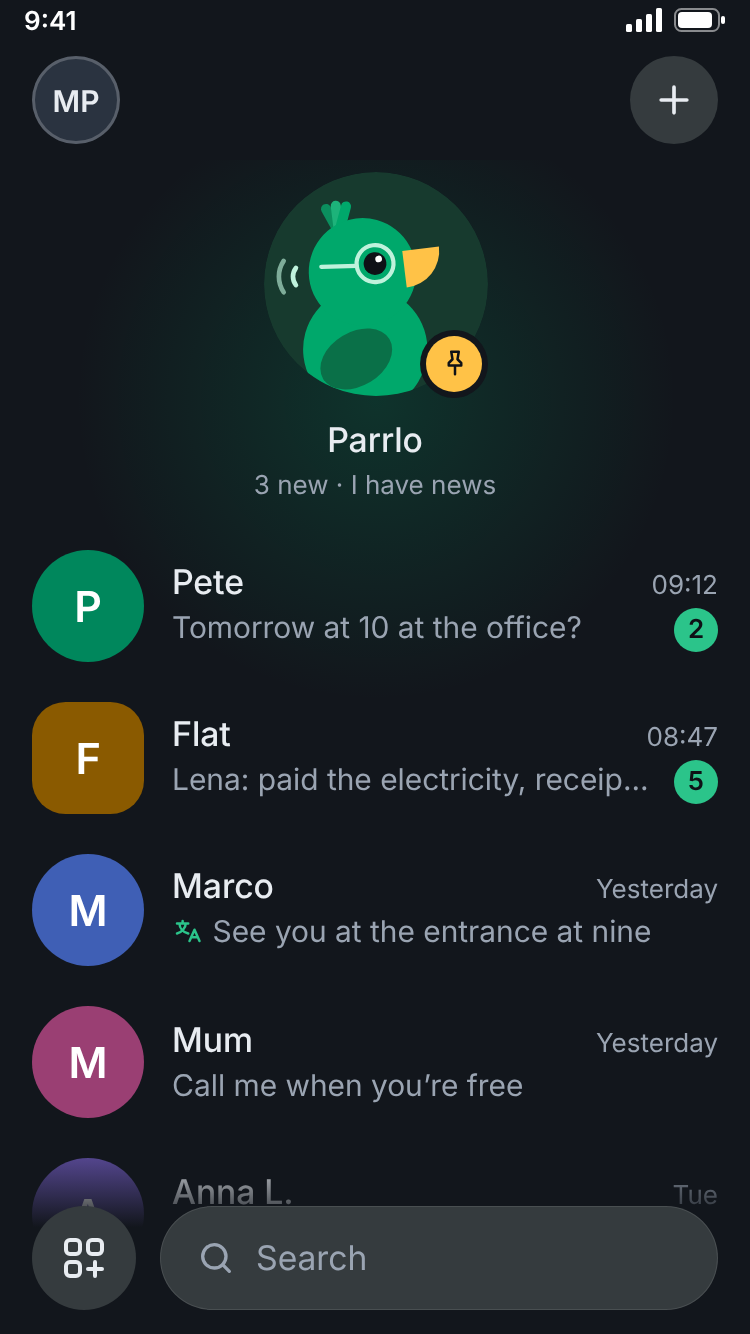 9:41
MP
Parrlo
3 new · I have news
P
Pete
09:12
Tomorrow at 10 at the office?
2
F
Flat
08:47
Lena: paid the electricity, receip...
5
M
Marco
Yesterday
See you at the entrance at nine
M
Mum
Yesterday
Call me when you’re free
A
Anna L.
Tue
Search